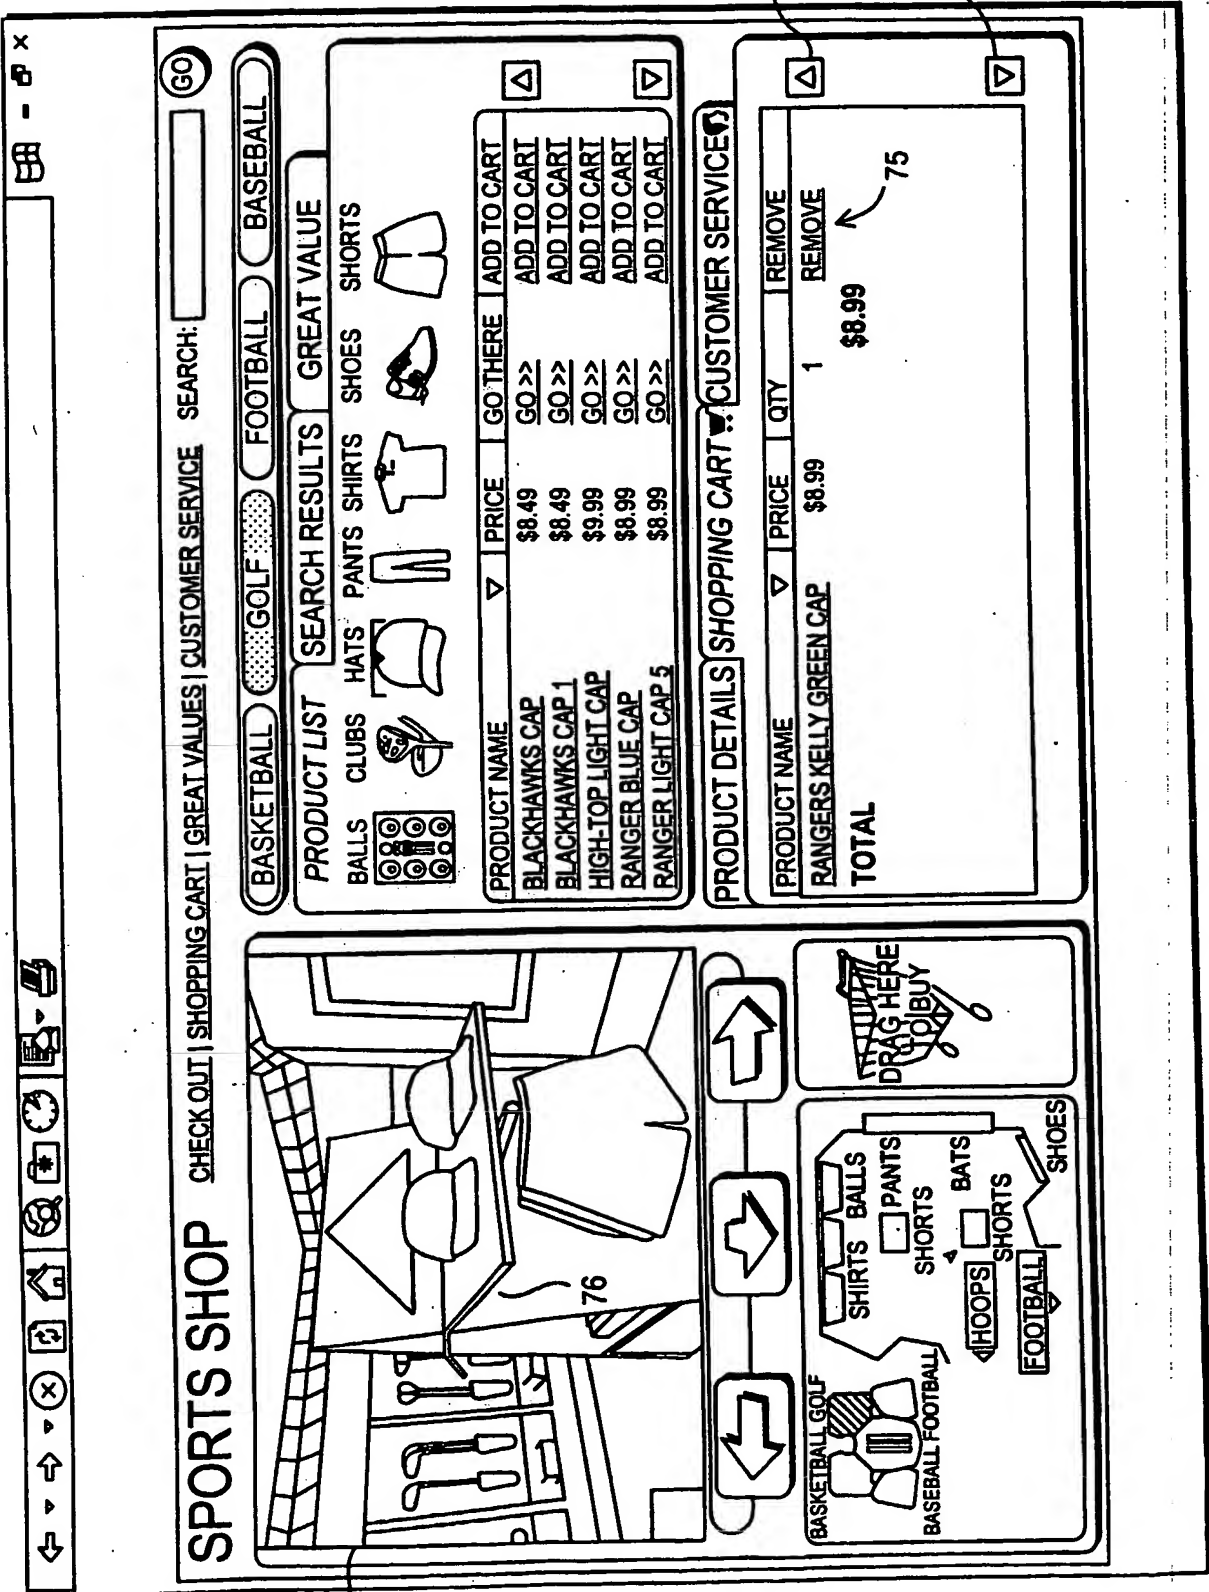 SPORTS SHOP
CHECK OUT | SHOPPING CART | GREAT VALUES | CUSTOMER SERVICE SEARCH: GO
BASKETBALL GOLF FOOTBALL BASEBALL
PRODUCT LIST SEARCH RESULTS GREAT VALUE
BALLS CLUBS HATS PANTS SHIRTS SHOES SHORTS
PRODUCT NAME PRICE GO THERE ADD TO CART
BLACKHAWKS CAP $8.49 GO >> ADD TO CART
BLACKHAWKS CAP 1 $8.49 GO >> ADD TO CART
HIGH-TOP LIGHT CAP $9.99 GO >> ADD TO CART
RANGER BLUE CAP $8.99 GO >> ADD TO CART
RANGER LIGHT CAP 5 $8.99 GO >> ADD TO CART
PRODUCT DETAILS SHOPPING CART CUSTOMER SERVICE
PRODUCT NAME PRICE QTY REMOVE
RANGERS KELLY GREEN CAP $8.99 1 REMOVE
TOTAL $8.99
75
76
BASKETBALL GOLF
BASEBALL FOOTBALL
SHIRTS BALLS
PANTS
SHORTS
BATS
HOOPS SHORTS
FOOTBALL
SHOES
DRAG HERE
TO BUY